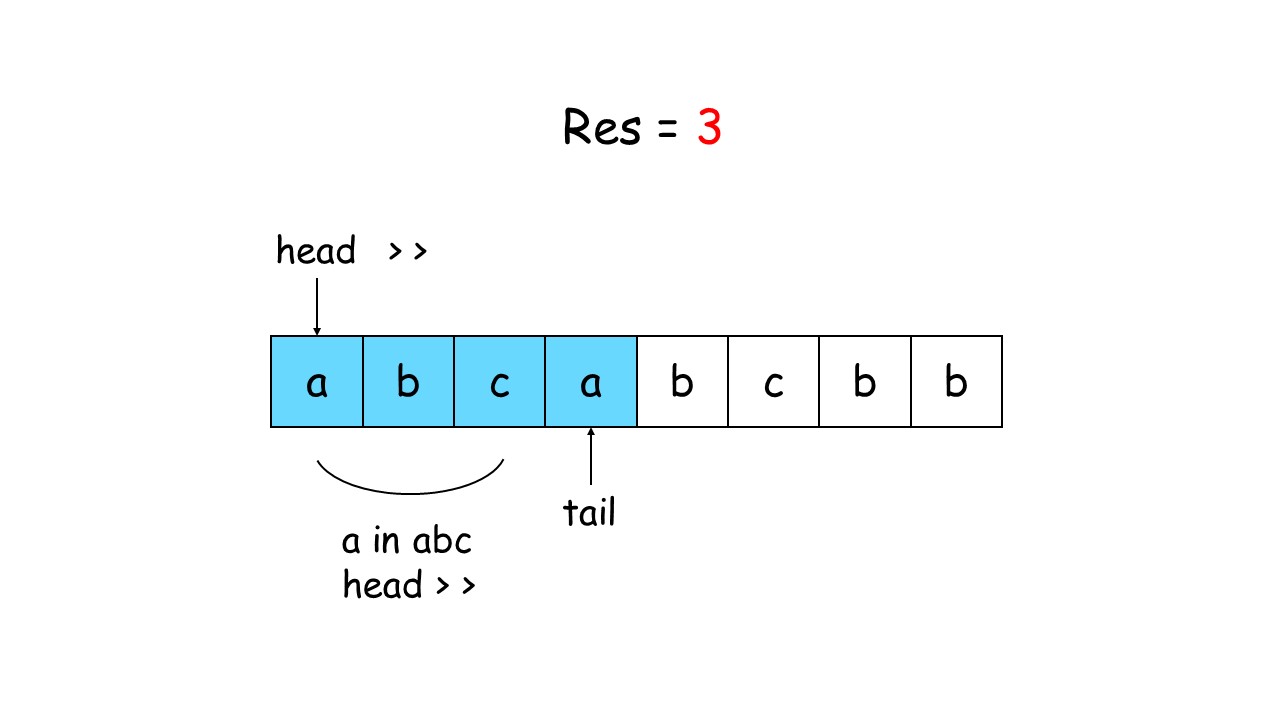 Res = 3
head >>
a b c a b c b b
tail
a in abc
head >>